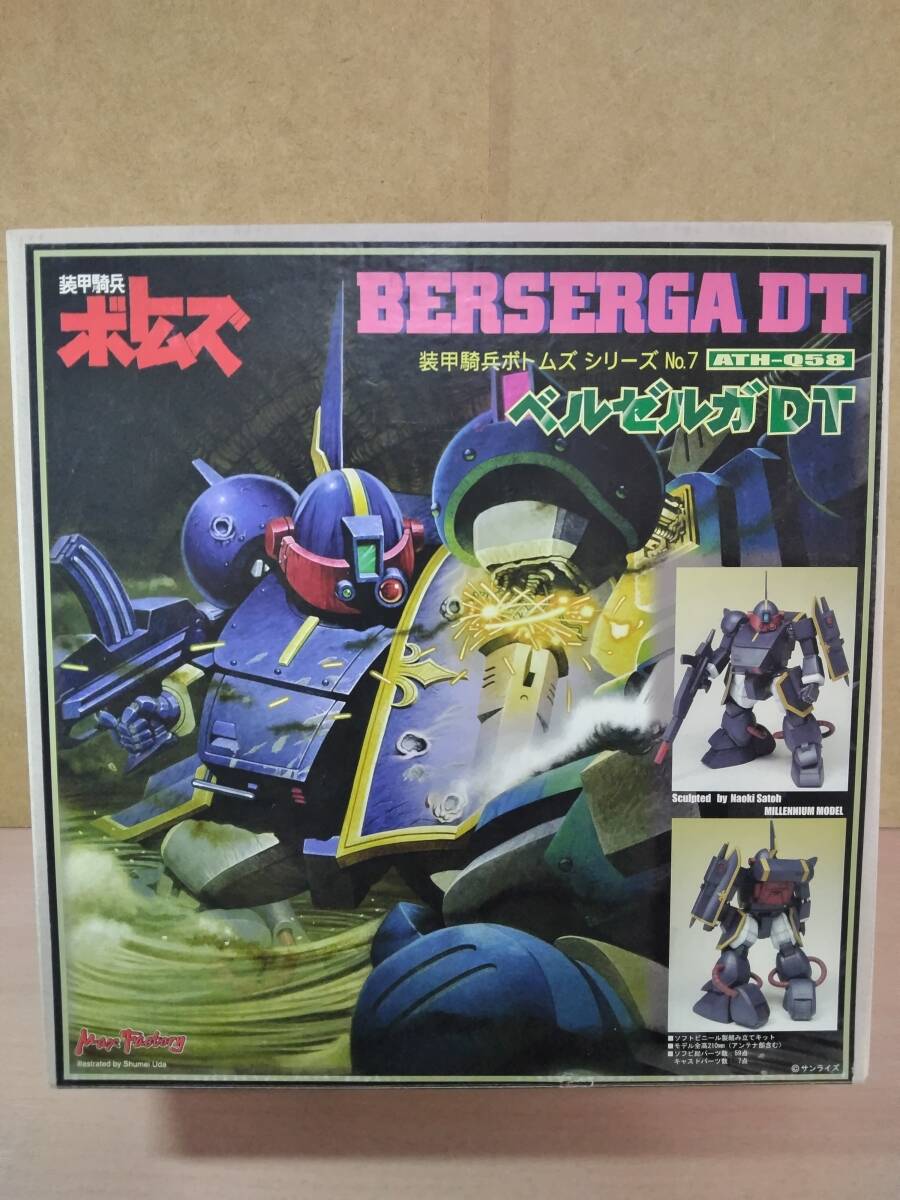 装甲騎兵
ボトムズ
BERSERGA DT
装甲騎兵ボトムズ シリーズ No.7 ATH-Q58
ベルゼルガDT
Sculpted by Naoki Satoh
MILLENNIUM MODEL
■ソフトビニール製組み立てキット
■モデル全高210mm(アンテナ部含む)
■ソフビ総パーツ数 59点
キャストパーツ数 7点
©サンライズ
Max Factory
illestrated by Shumei Uda